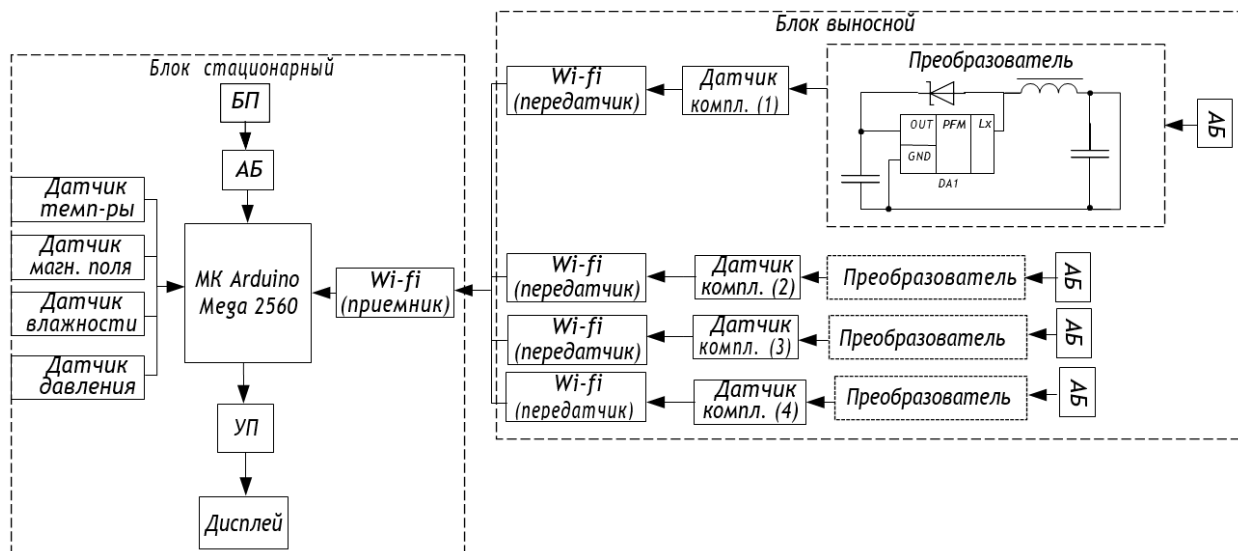 Блок стационарный
БП
АБ
Датчик
темп-ры
Датчик
магн. поля
Датчик
влажности
Датчик
давления
МК Arduino
Mega 2560
УП
Дисплей
Wi-fi
(приемник)
Блок выносной
Wi-fi
(передатчик)
Датчик
компл. (1)
Преобразователь
OUT
PFM
Lx
GND
DA1
АБ
Wi-fi
(передатчик)
Датчик
компл. (2)
Преобразователь
АБ
Wi-fi
(передатчик)
Датчик
компл. (3)
Преобразователь
АБ
Wi-fi
(передатчик)
Датчик
компл. (4)
Преобразователь
АБ